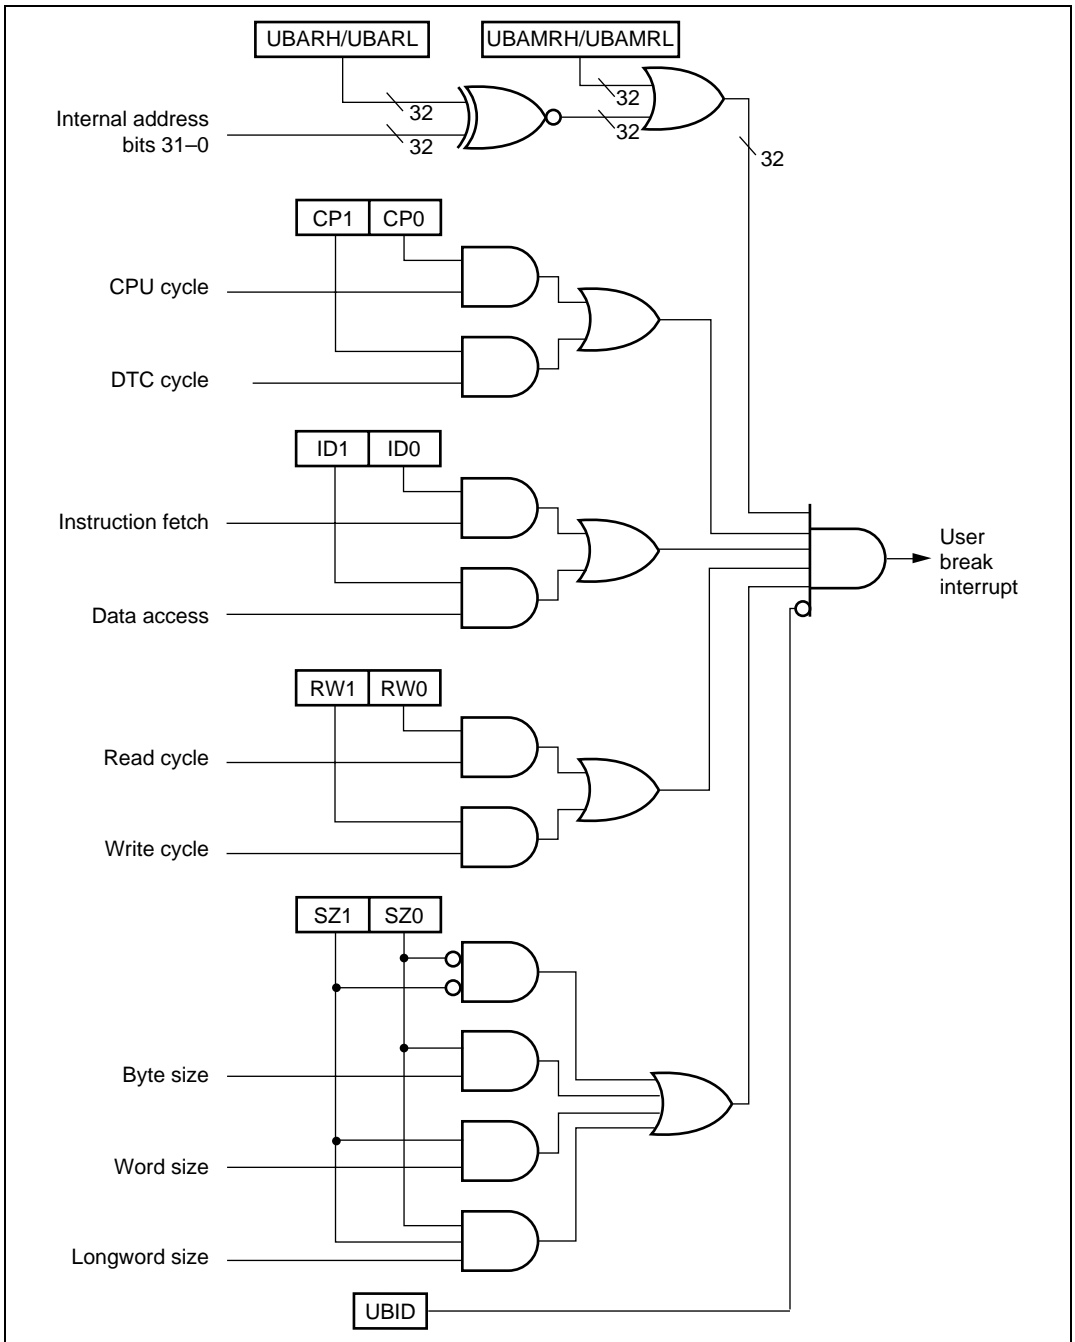 UBARH/UBARL
UBAMRH/UBAMRL
32
32
32
32
32
Internal address
bits 31–0
CP1 CP0
CPU cycle
DTC cycle
ID1 ID0
Instruction fetch
Data access
User
break
interrupt
RW1 RW0
Read cycle
Write cycle
SZ1 SZ0
Byte size
Word size
Longword size
UBID